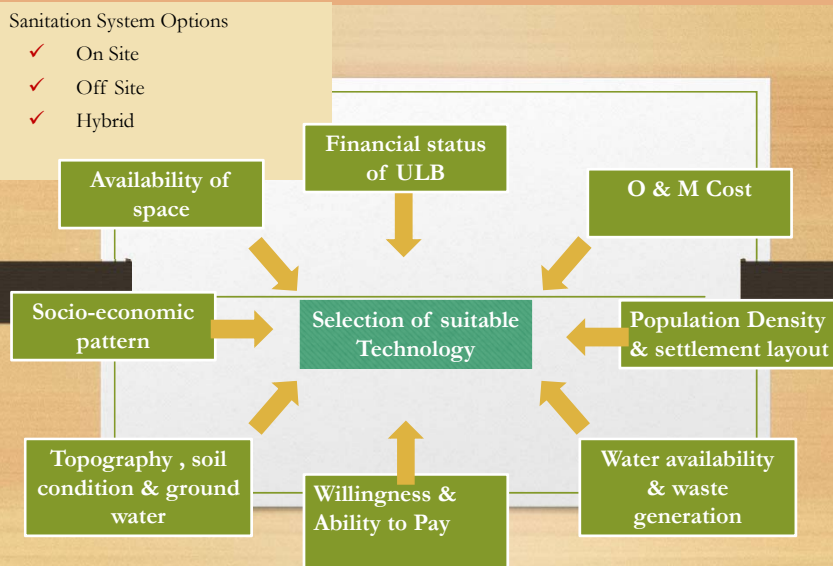 Sanitation System Options
✓ On Site
✓ Off Site
✓ Hybrid
Financial status
of ULB
Availability of
space
O & M Cost
Socio-economic
pattern
Selection of suitable
Technology
Population Density
& settlement layout
Topography , soil
condition & ground
water
Willingness &
Ability to Pay
Water availability
& waste
generation